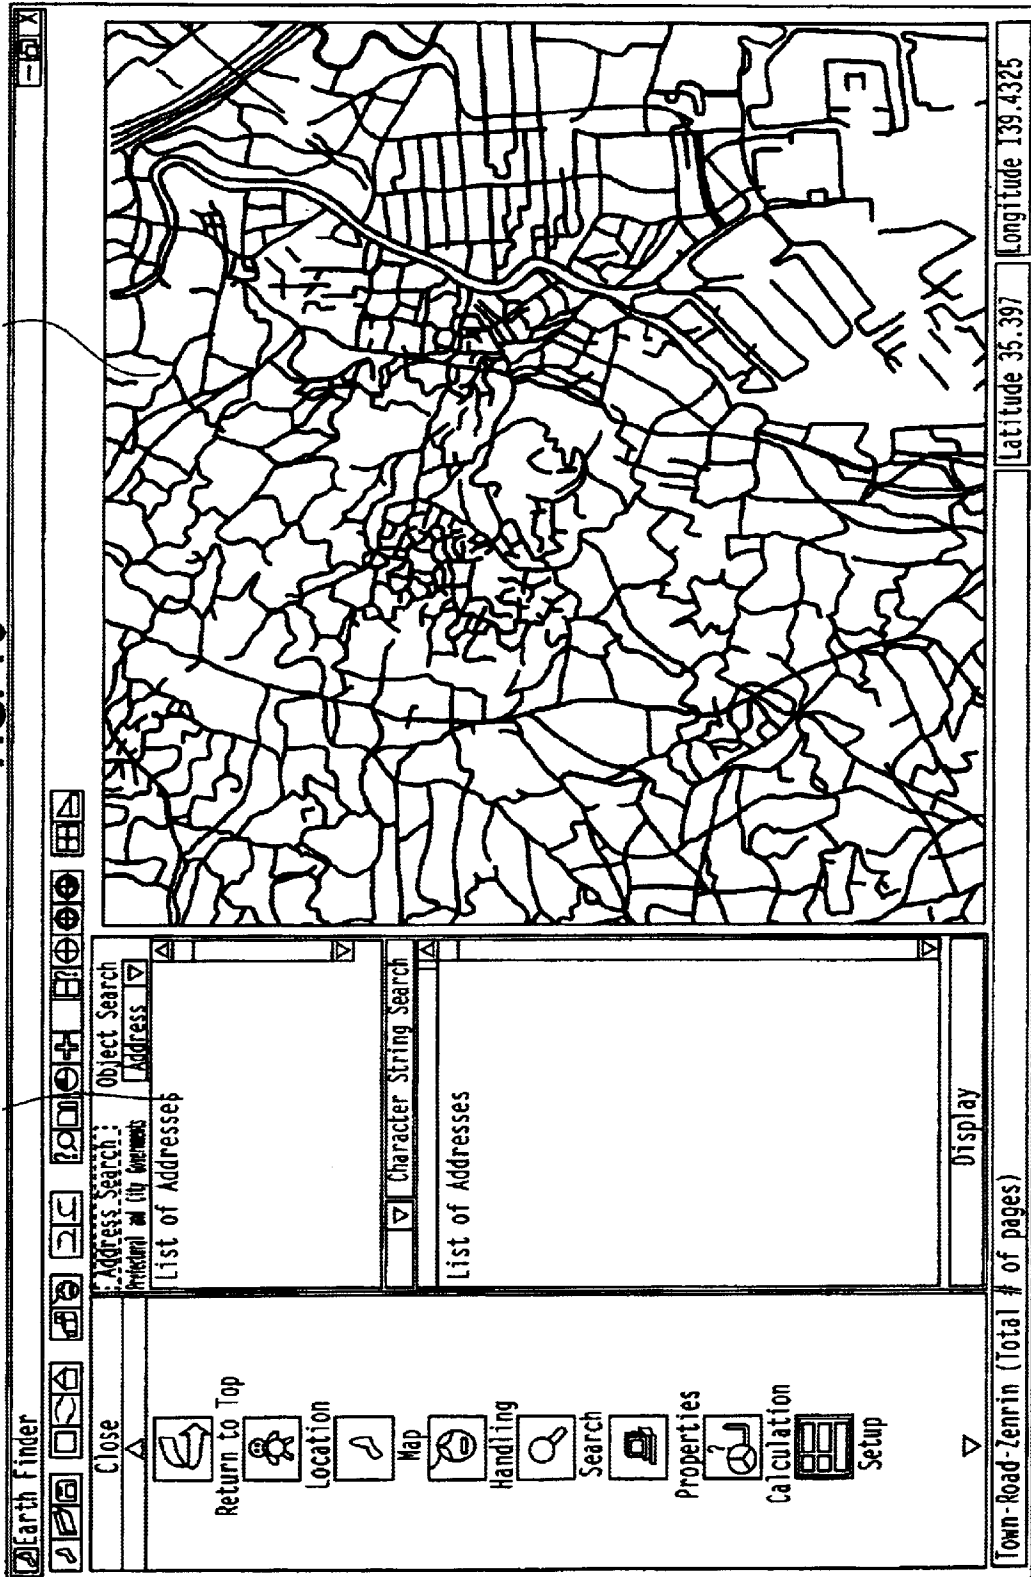 Earth Finder
Close
Return to Top
Location
Map
Handling
Search
Properties
Calculation
Setup
Address Search
Object Search
Prefectural and City Governments
Address
List of Addresses
Character String Search
List of Addresses
Display
Town-Road-Zenrin (Total # of pages)
Latitude 35.397
Longitude 139.4325